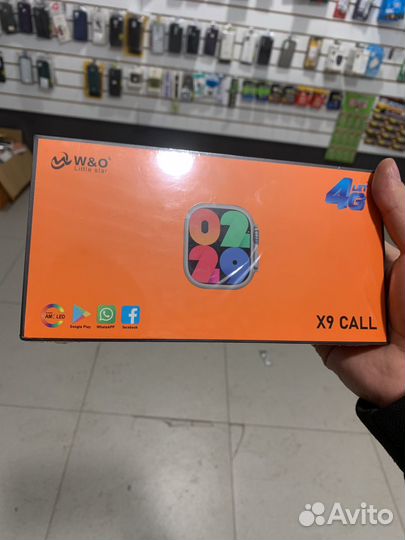 W&O
Little star
4G LTE
02
29
AMOLED
Google Play
WhatsApp
facebook
X9 CALL
Avito